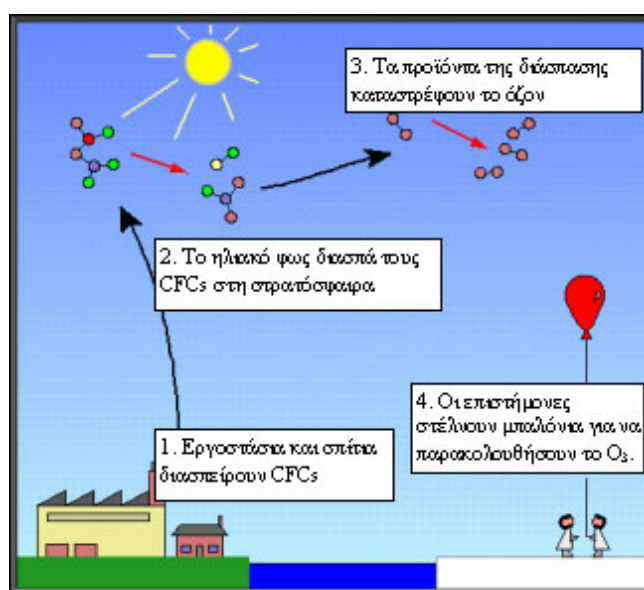 3. Τα προϊόντα της διάσπασης
καταστρέφουν το όζον
2. Το ηλιακό φως διασπά τους
CFCs στη στρατόσφαιρα
4. Οι επιστήμονες
στέλνουν μπαλόνια για να
παρακολουθήσουν το O₃.
1. Εργοστάσια και σπίτια
διασπείρουν CFCs